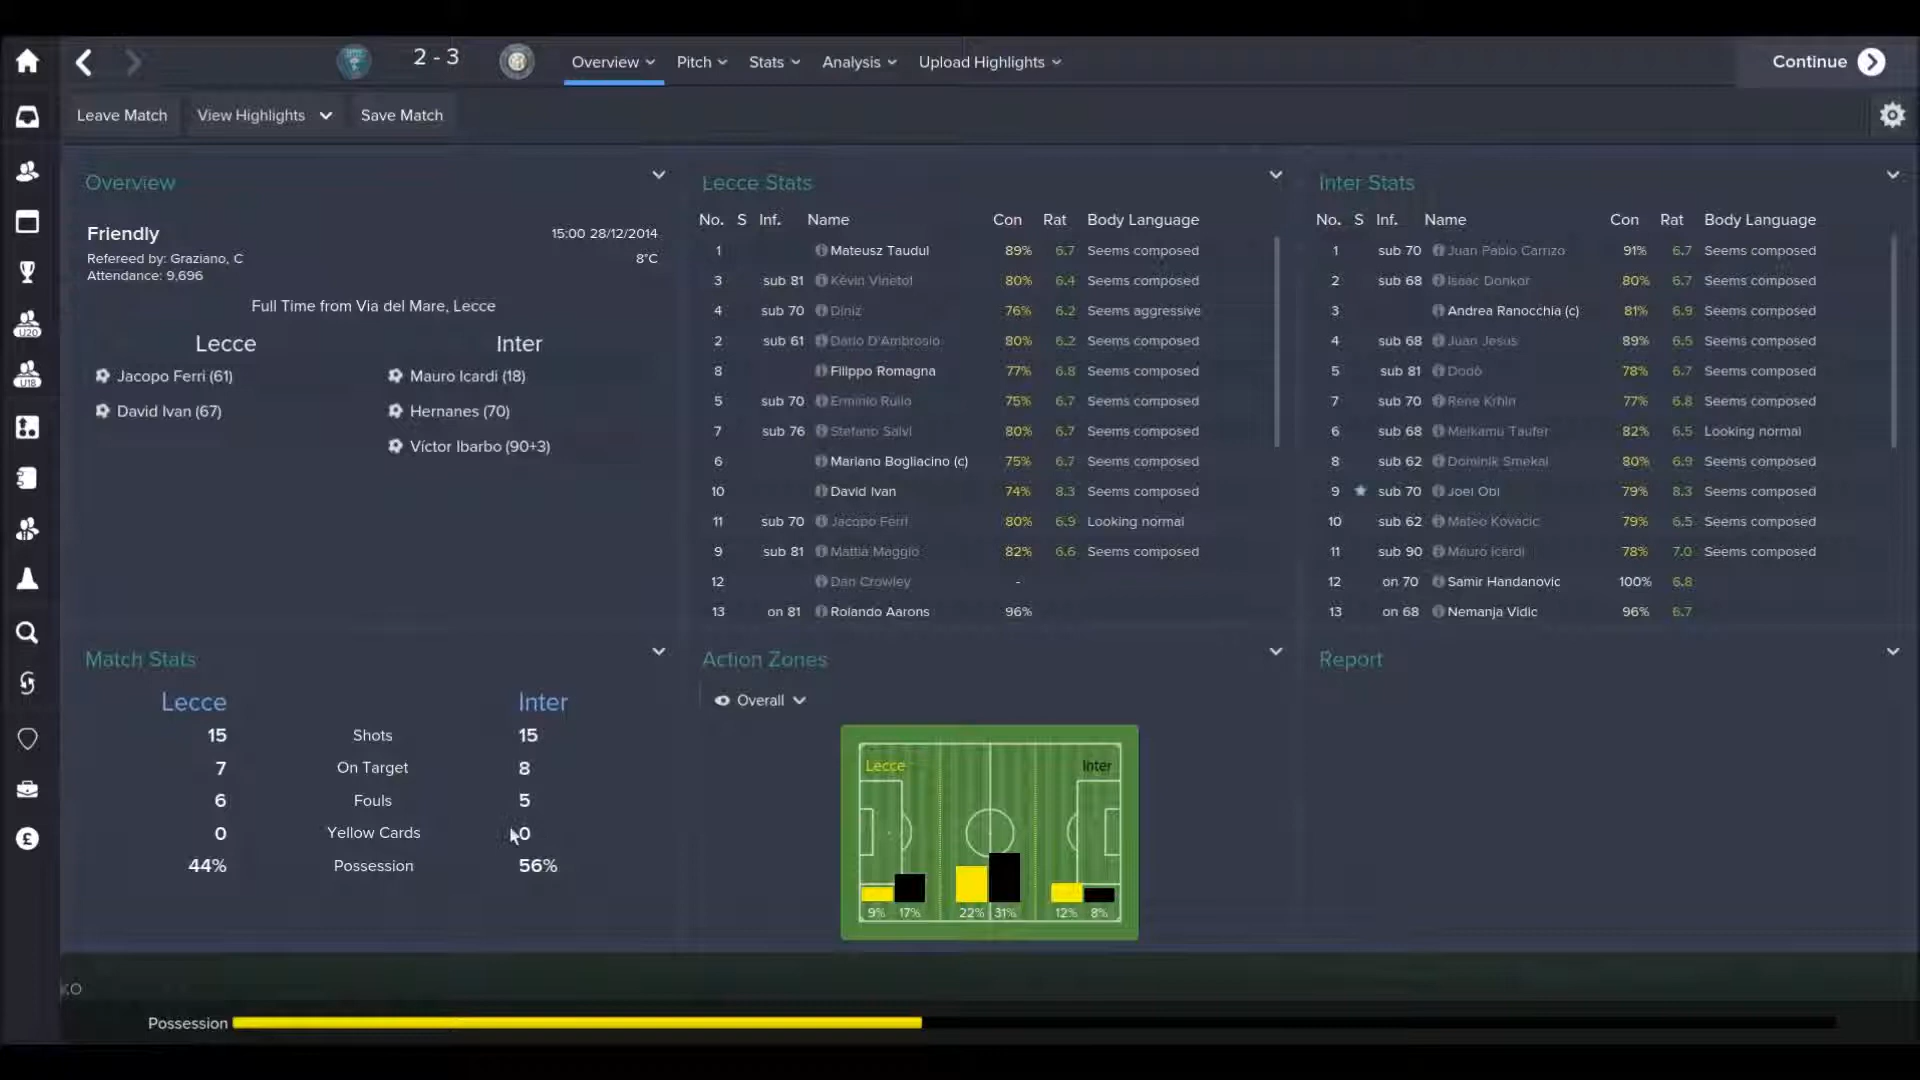 2 - 3
Overview Pitch Stats Analysis Upload Highlights Continue
Leave Match View Highlights Save Match
Overview
Friendly 15:00 28/12/2014
Refereed by: Graziano, C 8°C
Attendance: 9,696
Full Time from Via del Mare, Lecce
Lecce Inter
Jacopo Ferri (61) Mauro Icardi (18)
David Ivan (67) Hernanes (70)
Víctor Ibarbo (90+3)
Lecce Stats
No. S Inf. Name Con Rat Body Language
1 Mateusz Taudul 89% 6.7 Seems composed
3 sub 81 Kévin Vinetot 80% 6.4 Seems composed
4 sub 70 Diniz 76% 6.2 Seems aggressive
2 sub 61 Dario D'Ambrosio 80% 6.2 Seems composed
8 Filippo Romagna 77% 6.8 Seems composed
5 sub 70 Erminio Rullo 75% 6.7 Seems composed
7 sub 76 Stefano Salvi 80% 6.7 Seems composed
6 Mariano Bogliacino (c) 75% 6.7 Seems composed
10 David Ivan 74% 8.3 Seems composed
11 sub 70 Jacopo Ferri 80% 6.9 Looking normal
9 sub 81 Mattia Maggio 82% 6.6 Seems composed
12 Dan Crowley -
13 on 81 Rolando Aarons 96%
Inter Stats
No. S Inf. Name Con Rat Body Language
1 sub 70 Juan Pablo Carrizo 91% 6.7 Seems composed
2 sub 68 Isaac Donkor 80% 6.7 Seems composed
3 Andrea Ranocchia (c) 81% 6.9 Seems composed
4 sub 68 Juan Jesus 89% 6.5 Seems composed
5 sub 81 Dodô 78% 6.7 Seems composed
7 sub 70 Rene Krhin 77% 6.8 Seems composed
6 sub 68 Melkamu Taufer 82% 6.5 Looking normal
8 sub 62 Dominik Smekal 80% 6.9 Seems composed
9 sub 70 Joel Obi 79% 8.3 Seems composed
10 sub 62 Mateo Kovacic 79% 6.5 Seems composed
11 sub 90 Mauro Icardi 78% 7.0 Seems composed
12 on 70 Samir Handanovic 100% 6.8
13 on 68 Nemanja Vidic 96% 6.7
U20
U18
Match Stats
Lecce Inter
15 Shots 15
7 On Target 8
6 Fouls 5
0 Yellow Cards 0
44% Possession 56%
Action Zones
Overall
Lecce Inter
9% 17% 22% 31% 12% 8%
Report
KO
Possession